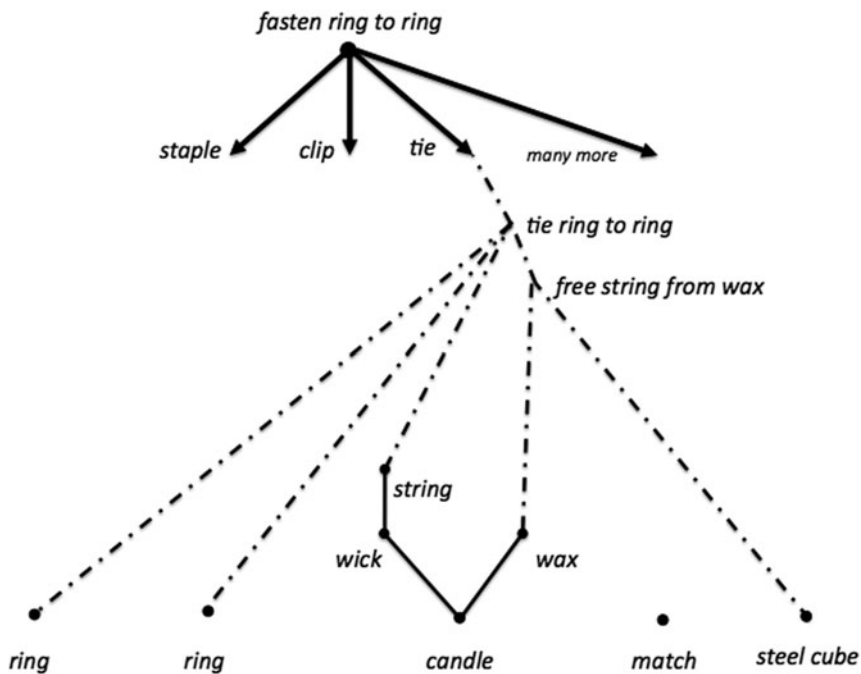 fasten ring to ring
staple
clip
tie
many more
tie ring to ring
free string from wax
string
wick
wax
ring
ring
candle
match
steel cube